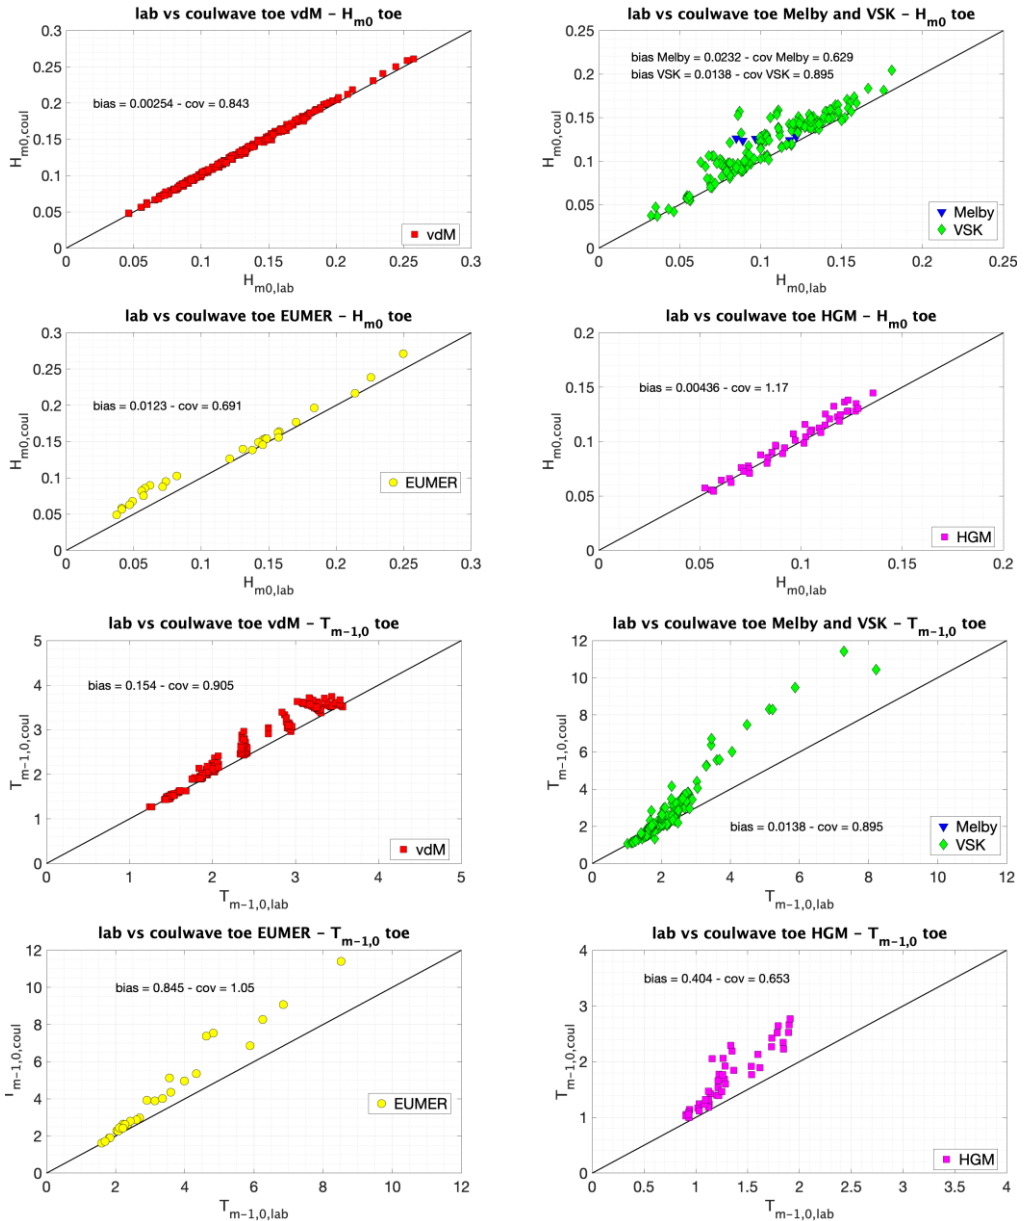 lab vs coulwave toe vdM – Hm0 toe
0.3
0.25
0.2
0.15
0.1
0.05
0
Hm0,coul
bias = 0.00254 - cov = 0.843
vdM
0 0.05 0.1 0.15 0.2 0.25 0.3
Hm0,lab
lab vs coulwave toe Melby and VSK – Hm0 toe
0.25
0.2
0.15
0.1
0.05
0
Hm0,coul
bias Melby = 0.0232 - cov Melby = 0.629
bias VSK = 0.0138 - cov VSK = 0.895
Melby
VSK
0 0.05 0.1 0.15 0.2 0.25
Hm0,lab
lab vs coulwave toe EUMER – Hm0 toe
0.3
0.25
0.2
0.15
0.1
0.05
0
Hm0,coul
bias = 0.0123 - cov = 0.691
EUMER
0 0.05 0.1 0.15 0.2 0.25 0.3
Hm0,lab
lab vs coulwave toe HGM – Hm0 toe
0.2
0.15
0.1
0.05
0
Hm0,coul
bias = 0.00436 - cov = 1.17
HGM
0.05 0.1 0.15 0.2
Hm0,lab
lab vs coulwave toe vdM – Tm−1,0 toe
5
4
3
2
1
0
Tm−1,0,coul
bias = 0.154 - cov = 0.905
vdM
0 1 2 3 4 5
Tm−1,0,lab
lab vs coulwave toe Melby and VSK – Tm−1,0 toe
12
10
8
6
4
2
0
Tm−1,0,coul
bias = 0.0138 - cov = 0.895
Melby
VSK
0 2 4 6 8 10 12
Tm−1,0,lab
lab vs coulwave toe EUMER – Tm−1,0 toe
12
10
8
6
4
2
0
Tm−1,0,coul
bias = 0.845 - cov = 1.05
EUMER
0 2 4 6 8 10 12
Tm−1,0,lab
lab vs coulwave toe HGM – Tm−1,0 toe
4
3
2
1
0
Tm−1,0,coul
bias = 0.404 - cov = 0.653
HGM
0 0.5 1 1.5 2 2.5 3 3.5 4
Tm−1,0,lab